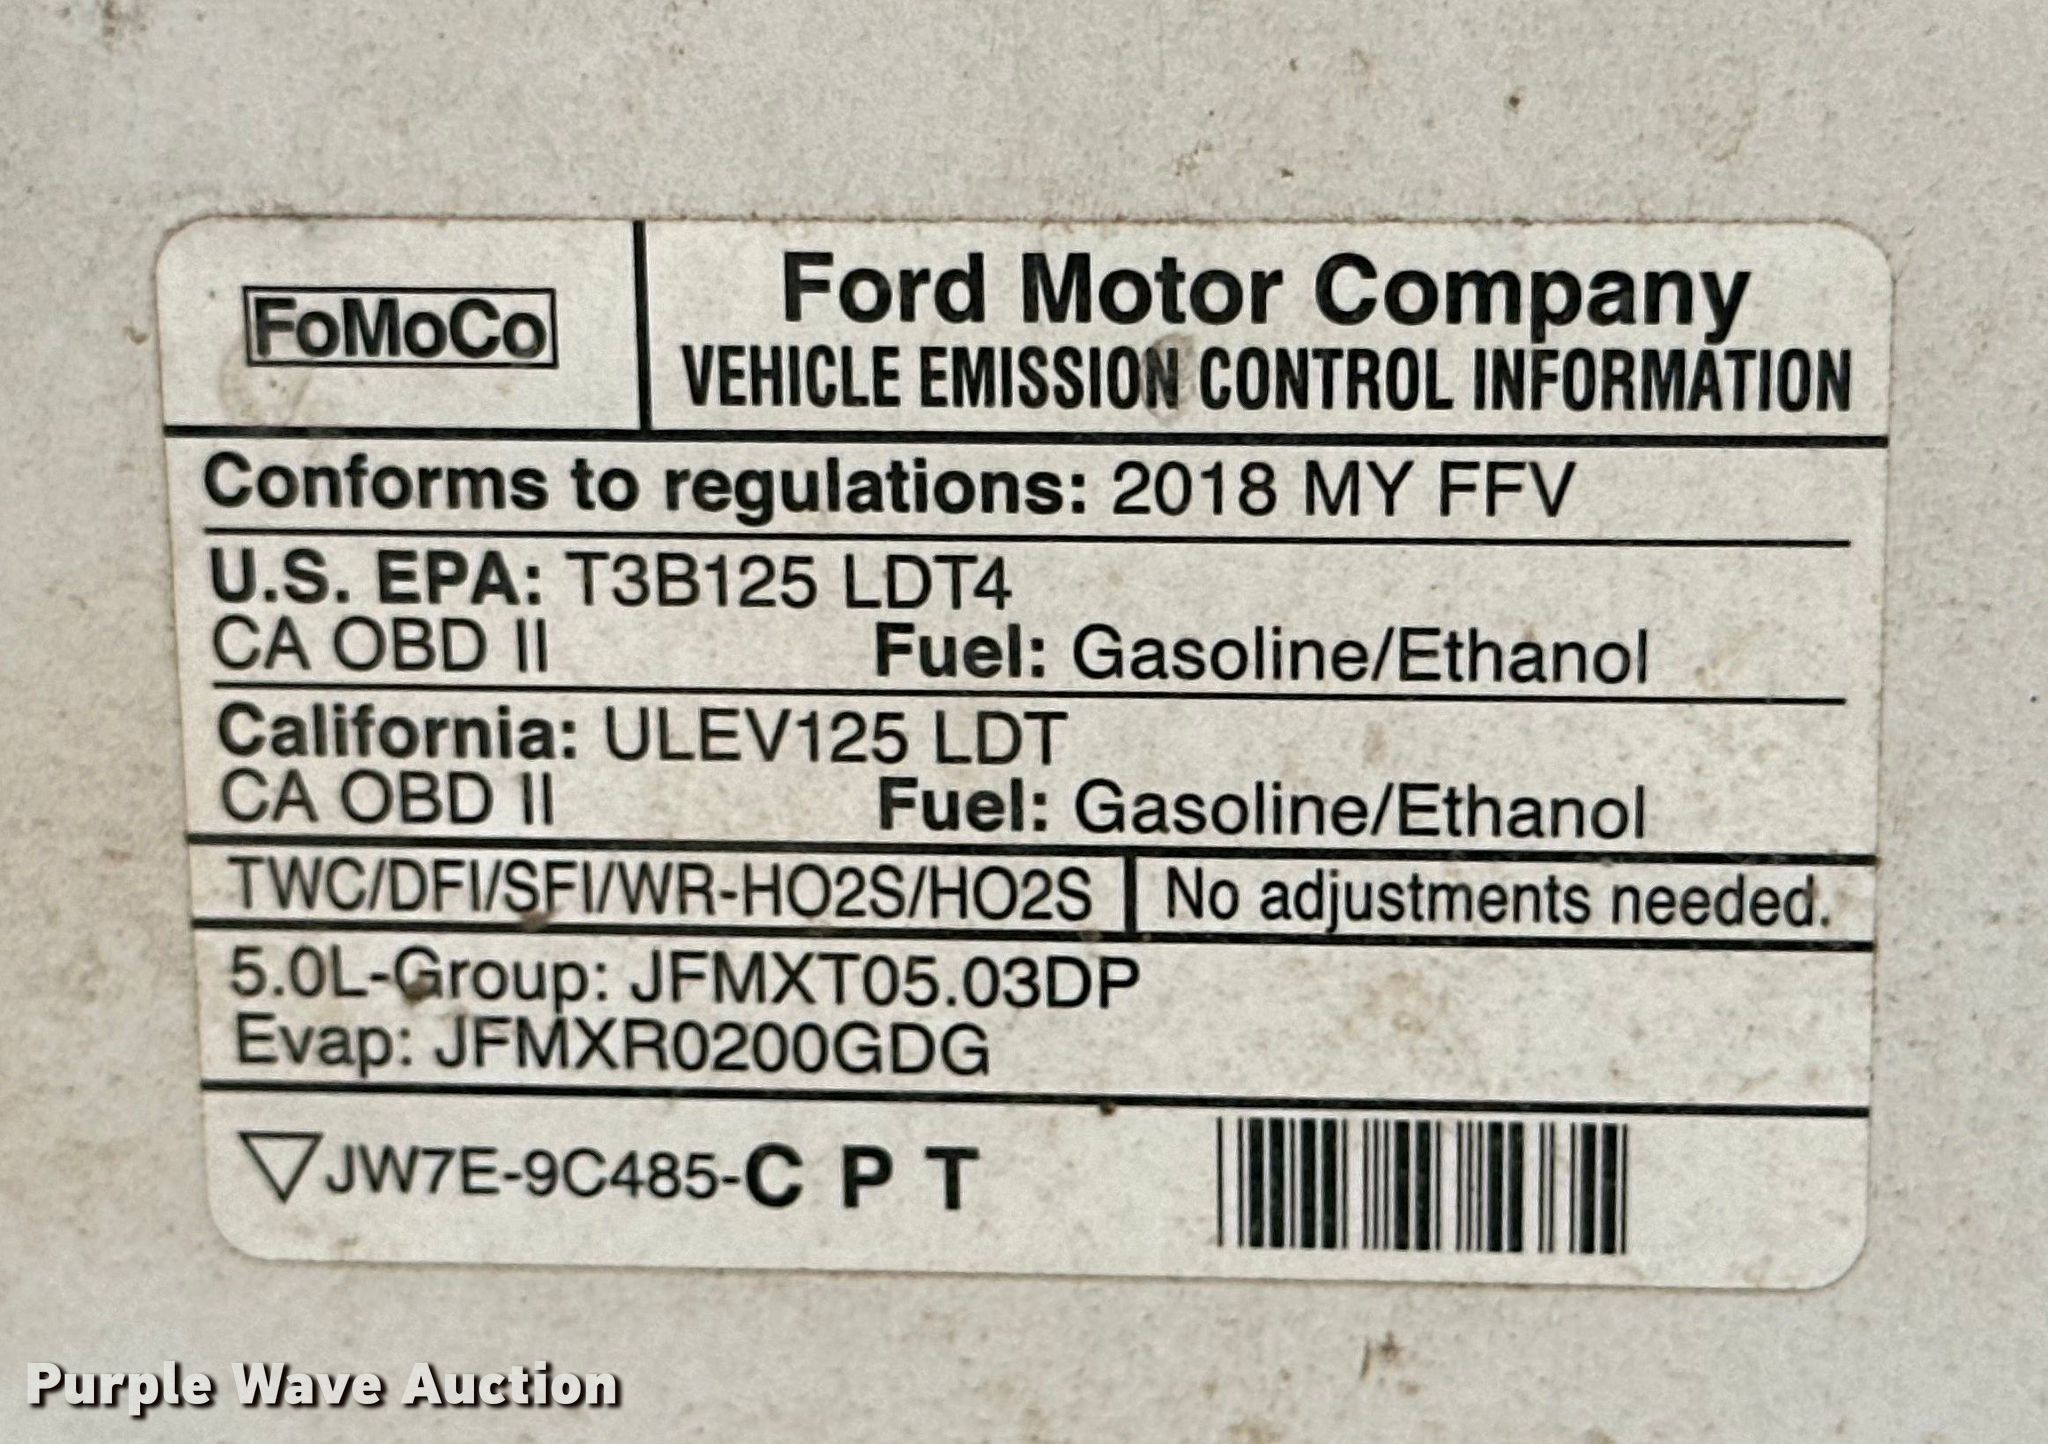 FoMoCo
Ford Motor Company
VEHICLE EMISSION CONTROL INFORMATION
Conforms to regulations: 2018 MY FFV
U.S. EPA: T3B125 LDT4
CA OBD II Fuel: Gasoline/Ethanol
California: ULEV125 LDT
CA OBD II Fuel: Gasoline/Ethanol
TWC/DFI/SFI/WR-HO2S/HO2S No adjustments needed.
5.0L-Group: JFMXT05.03DP
Evap: JFMXR0200GDG
▽JW7E-9C485-C P T
Purple Wave Auction